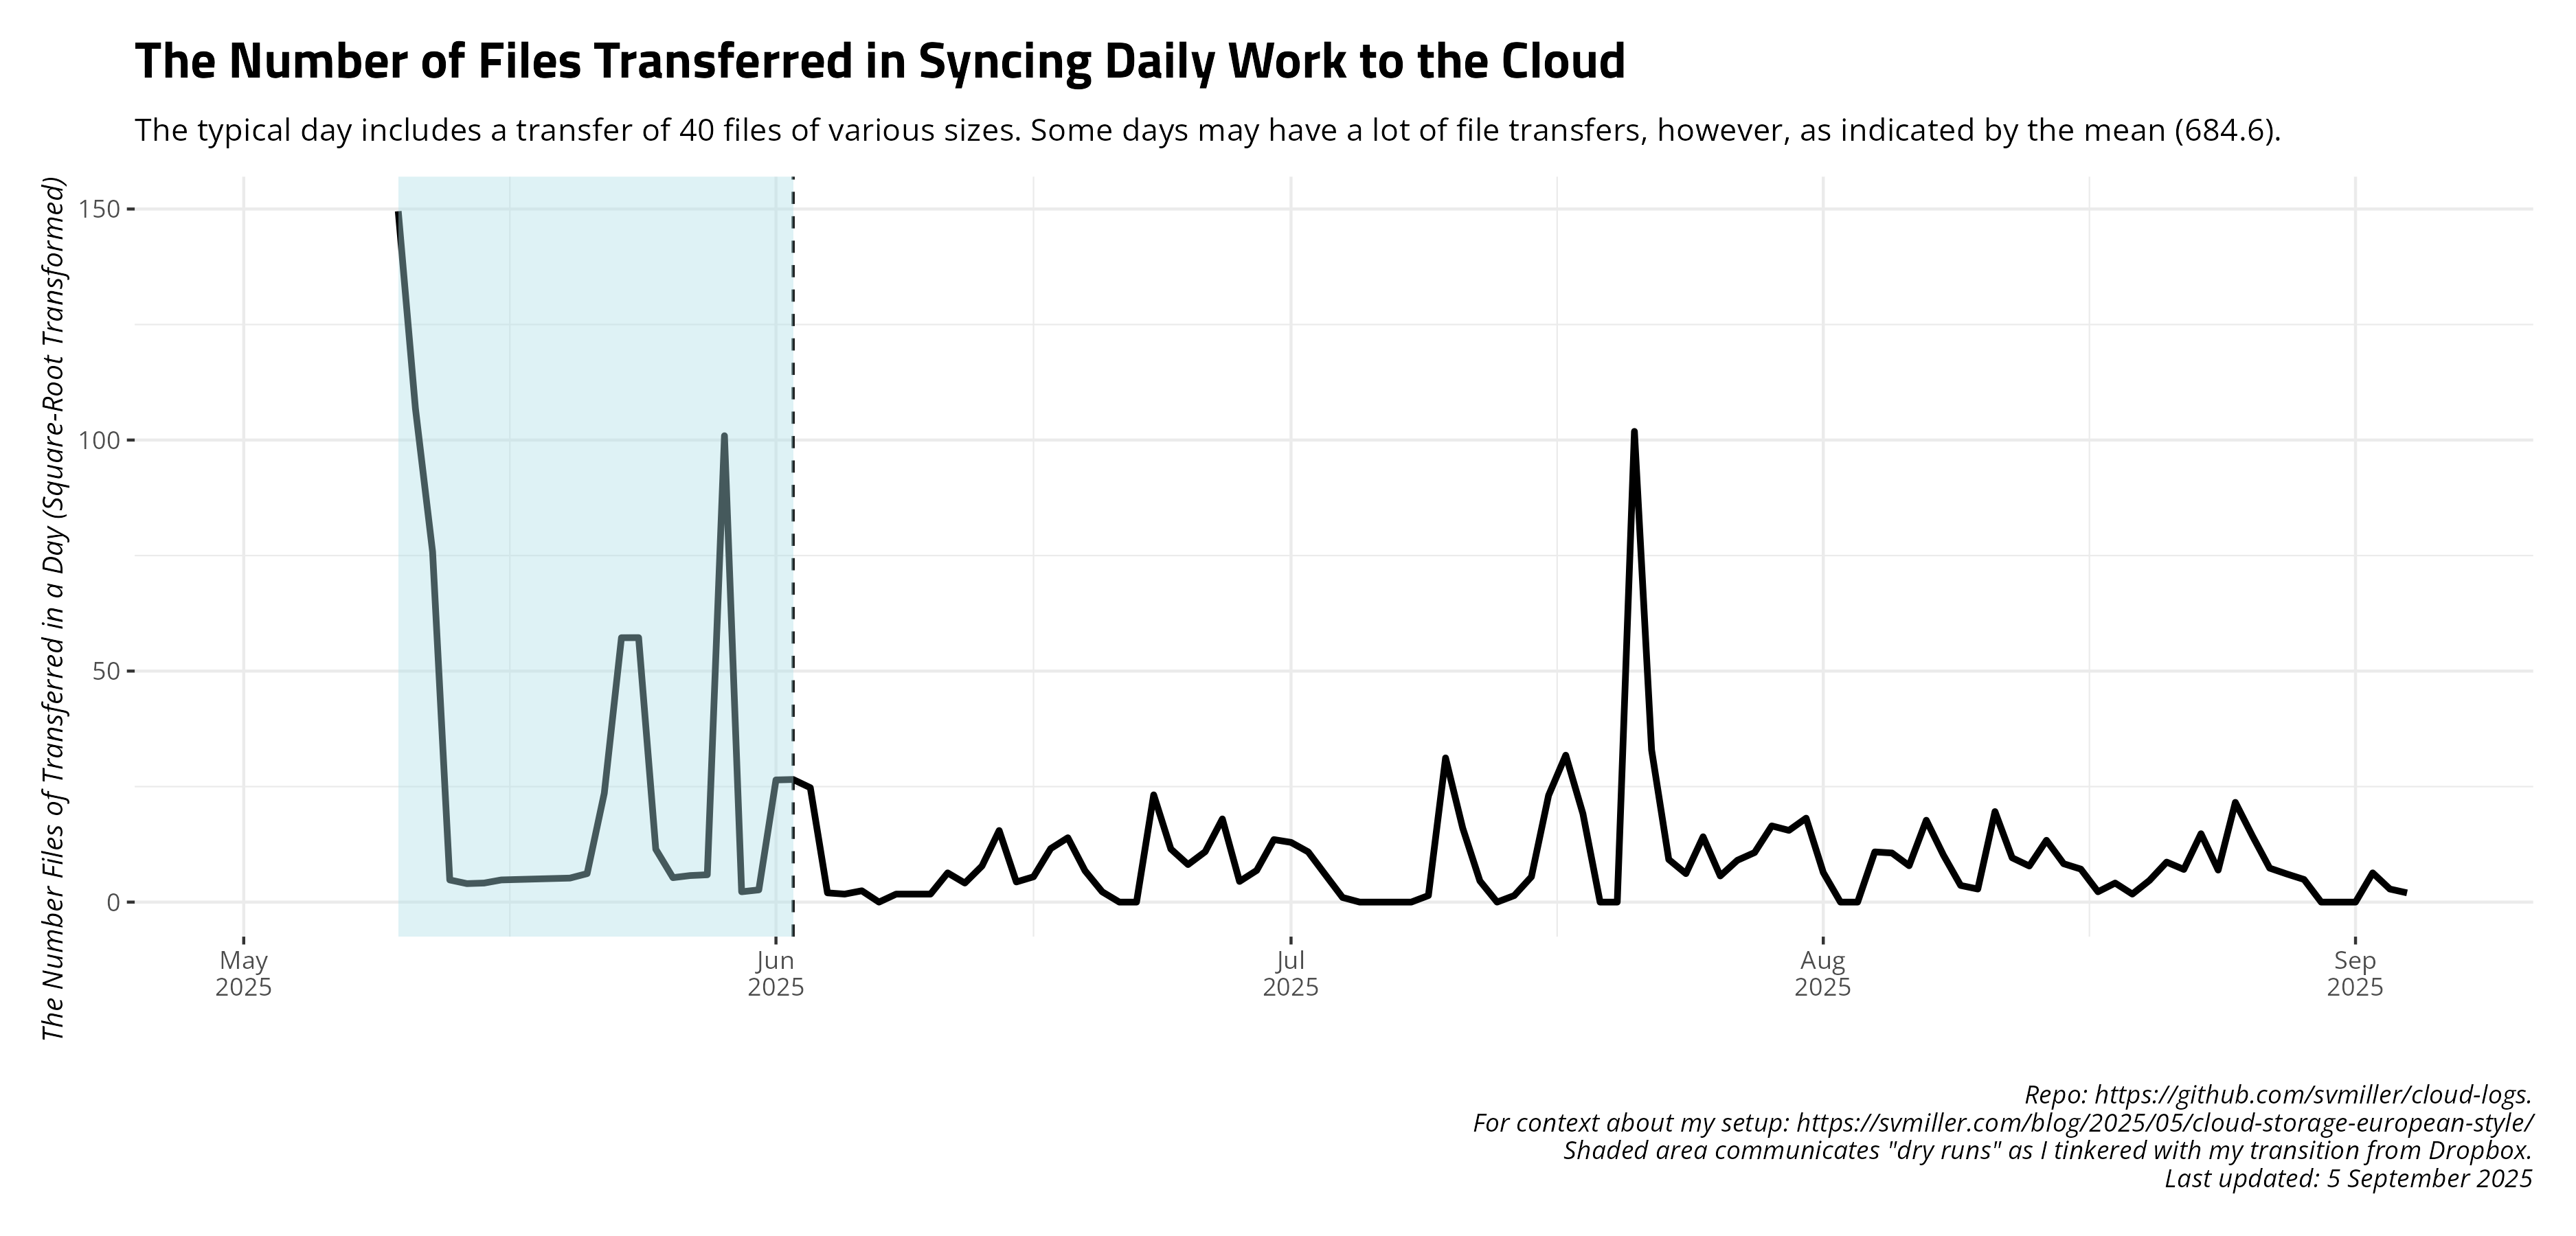 The Number of Files Transferred in Syncing Daily Work to the Cloud
The typical day includes a transfer of 40 files of various sizes. Some days may have a lot of file transfers, however, as indicated by the mean (684.6).
The Number Files of Transferred in a Day (Square-Root Transformed)
150
100
50
0
May
2025
Jun
2025
Jul
2025
Aug
2025
Sep
2025
Repo: https://github.com/svmiller/cloud-logs.
For context about my setup: https://svmiller.com/blog/2025/05/cloud-storage-european-style/
Shaded area communicates "dry runs" as I tinkered with my transition from Dropbox.
Last updated: 5 September 2025